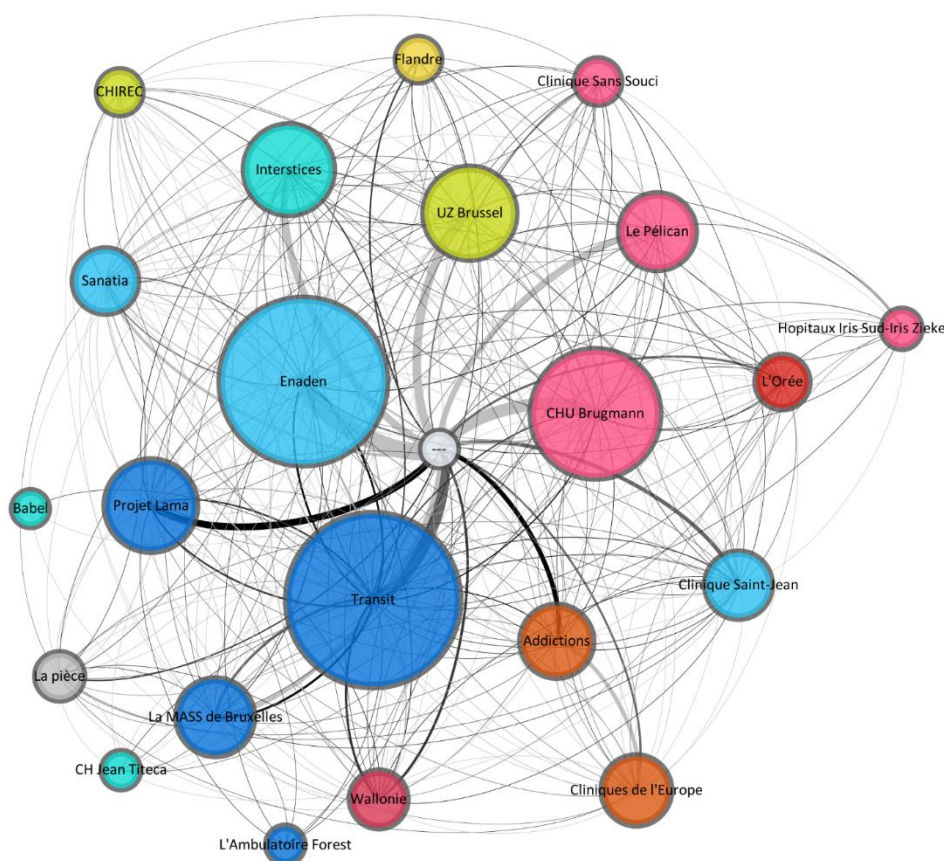 Flandre
Clinique Sans Souci
CHIREC
Interstices
UZ Brussel
Le Pélican
Sanatia
Hopitaux Iris Sud-Iris Zieke
Enaden
L'Orée
CHU Brugmann
---
Projet Lama
Babel
Clinique Saint-Jean
Transit
Addictions
La pièce
La MASS de Bruxelles
CH Jean Titeca
Cliniques de l'Europe
Wallonie
L'Ambulatoire Forest